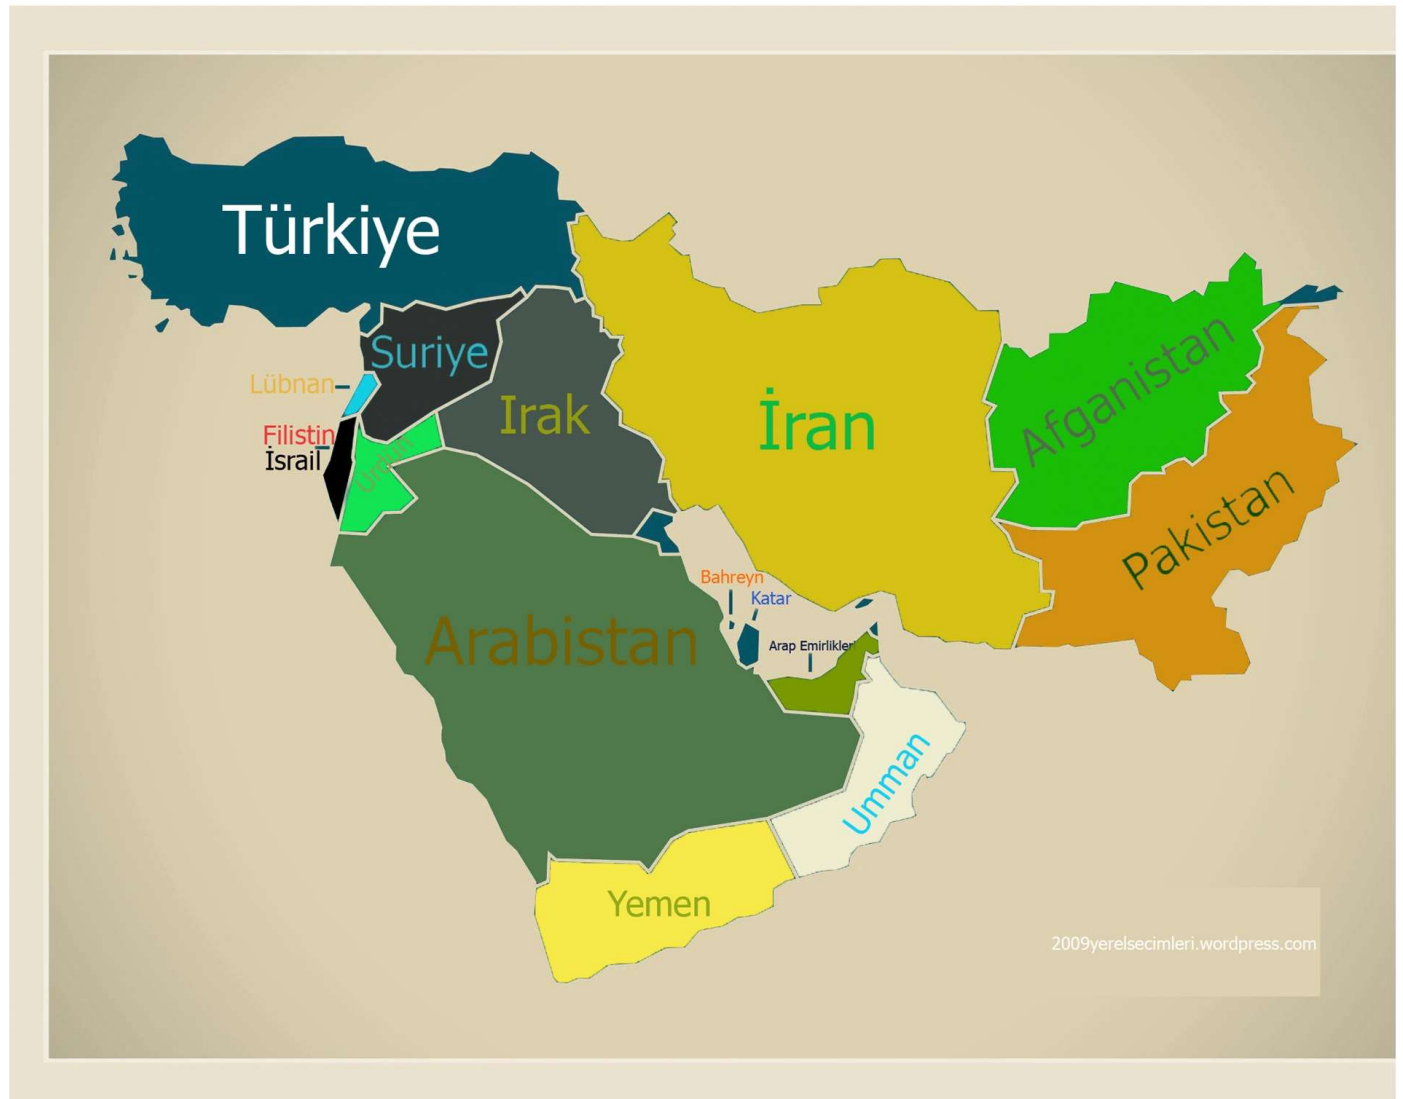 Türkiye
Suriye
Lübnan
Irak
İran
Afganistan
Filistin
İsrail
Ürdün
Pakistan
Bahreyn
Katar
Arabistan
Arap Emirlikleri
Umman
Yemen
2009yerelsecimleri.wordpress.com